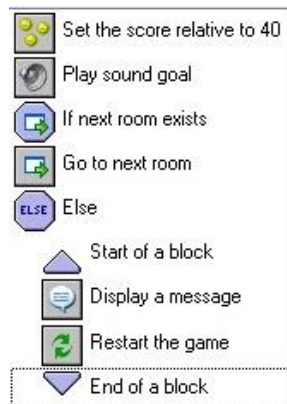 Set the score relative to 40
Play sound goal
If next room exists
Go to next room
ELSE Else
Start of a block
Display a message
Restart the game
End of a block